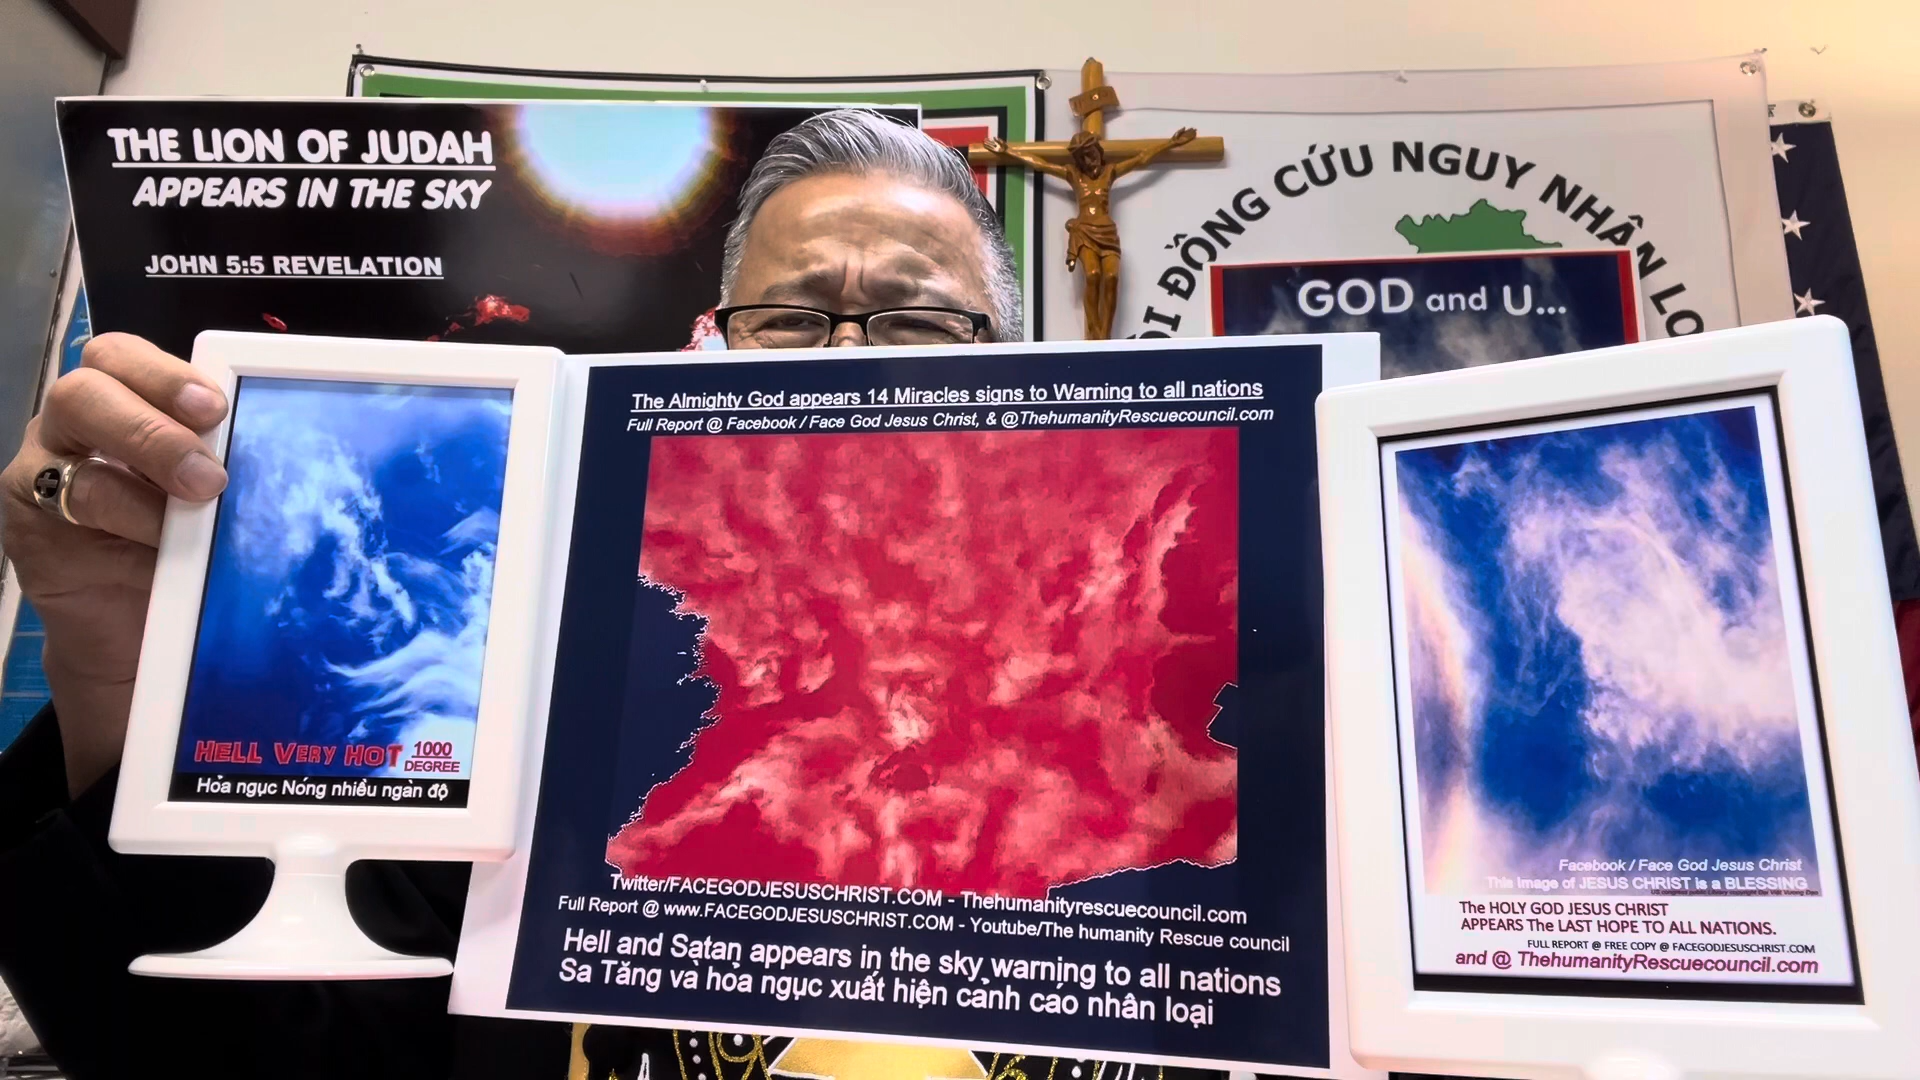 THE LION OF JUDAH
APPEARS IN THE SKY
JOHN 5:5 REVELATION
ĐỒNG CỨU NGUY NHÂN
GOD and U...
HELL VERY HOT 1000
DEGREE
Hỏa ngục Nóng nhiều ngàn độ
The Almighty God appears 14 Miracles signs to Warning to all nations
Full Report @ Facebook / Face God Jesus Christ, & @ThehumanityRescuecouncil.com
Twitter/FACEGODJESUSCHRIST.COM - Thehumanityrescuecouncil.com
Full Report @ www.FACEGODJESUSCHRIST.COM - Youtube/The humanity Rescue council
Hell and Satan appears in the sky warning to all nations
Sa Tăng và hỏa ngục xuất hiện cảnh cáo nhân loại
Facebook / Face God Jesus Christ
This Image of JESUS CHRIST is a BLESSING
The HOLY GOD JESUS CHRIST
APPEARS The LAST HOPE TO ALL NATIONS.
FULL REPORT @ FREE COPY @ FACEGODJESUSCHRIST.COM
and @ ThehumanityRescuecouncil.com